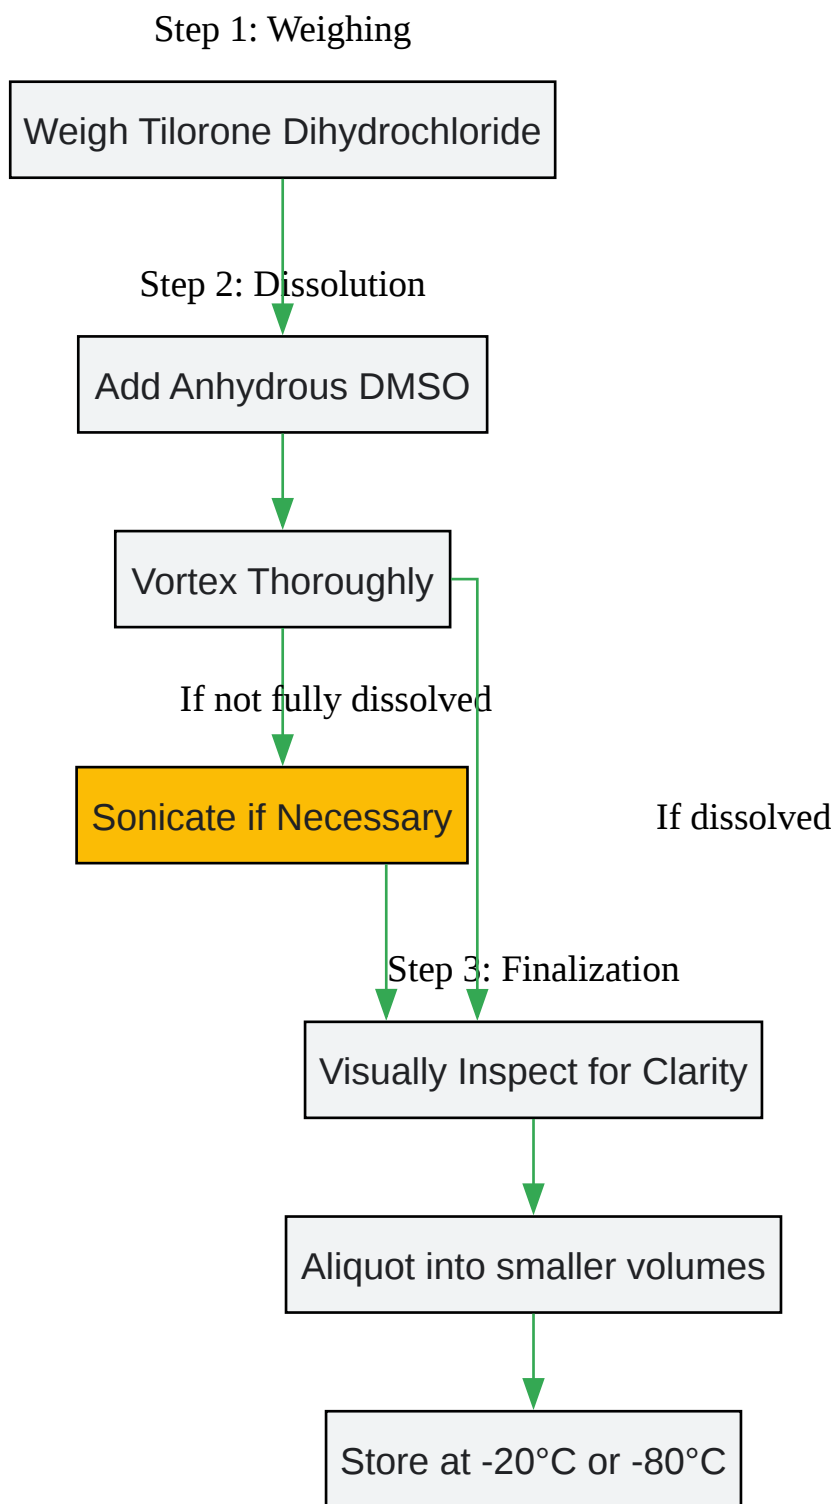 Step 1: Weighing
Weigh Tilorone Dihydrochloride
Step 2: Dissolution
Add Anhydrous DMSO
Vortex Thoroughly
If not fully dissolved
Sonicate if Necessary
If dissolved
Step 3: Finalization
Visually Inspect for Clarity
Aliquot into smaller volumes
Store at -20°C or -80°C